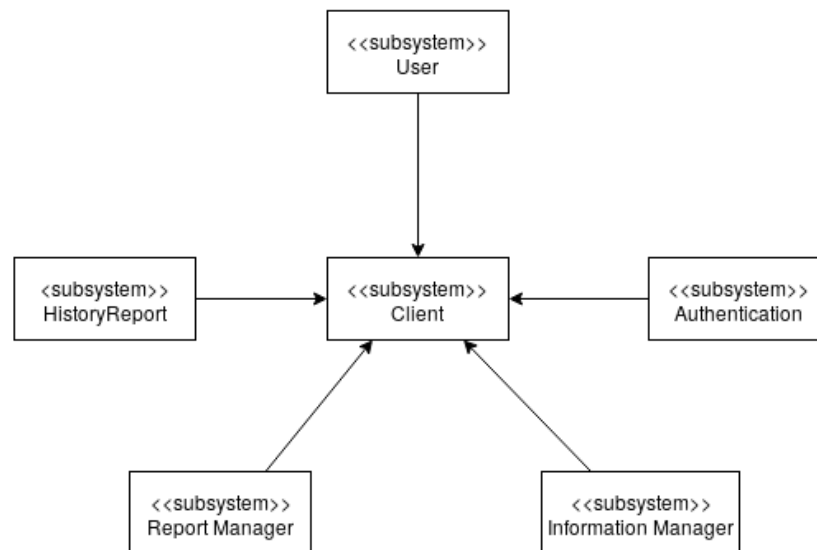 <<subsystem>>
User
<subsystem>>
HistoryReport
<<subsystem>>
Client
<<subsystem>>
Authentication
<<subsystem>>
Report Manager
<<subsystem>>
Information Manager